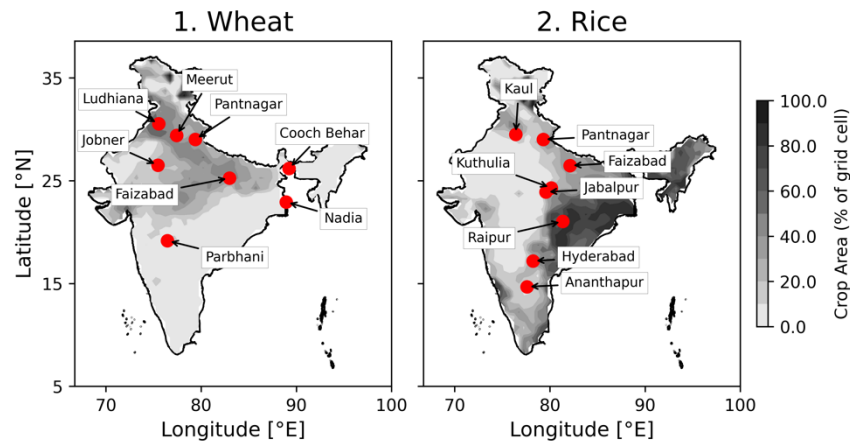 1. Wheat
2. Rice
Latitude [°N]
35
25
15
5
Ludhiana
Meerut
Pantnagar
Jobner
Cooch Behar
Faizabad
Nadia
Parbhani
70
80
90
100
Longitude [°E]
Kaul
Pantnagar
Kuthulia
Faizabad
Jabalpur
Raipur
Hyderabad
Ananthapur
70
80
90
100
Longitude [°E]
100.0
80.0
60.0
40.0
20.0
0.0
Crop Area (% of grid cell)